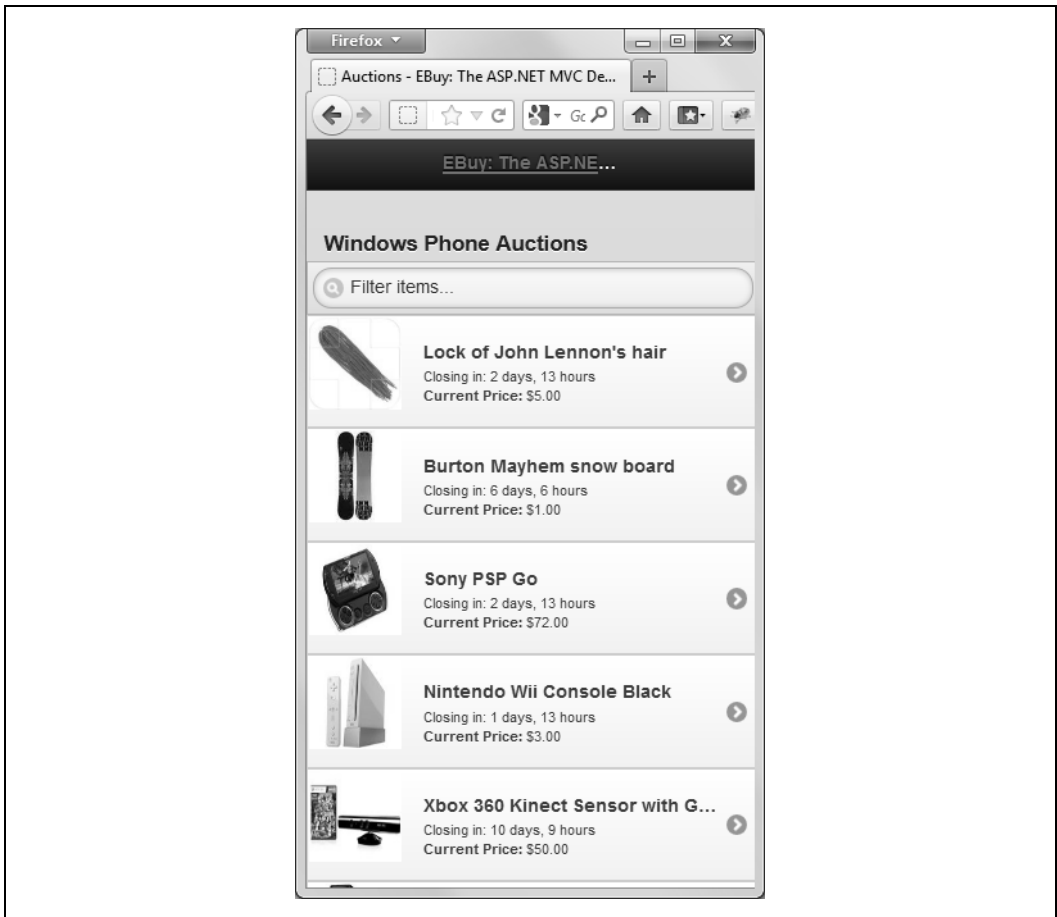 Firefox
Auctions - EBuy: The ASP.NET MVC De...
Gc
EBuy: The ASP.NE...
Windows Phone Auctions
Filter items...
Lock of John Lennon's hair
Closing in: 2 days, 13 hours
Current Price: $5.00
Burton Mayhem snow board
Closing in: 6 days, 6 hours
Current Price: $1.00
Sony PSP Go
Closing in: 2 days, 13 hours
Current Price: $72.00
Nintendo Wii Console Black
Closing in: 1 days, 13 hours
Current Price: $3.00
Xbox 360 Kinect Sensor with G...
Closing in: 10 days, 9 hours
Current Price: $50.00